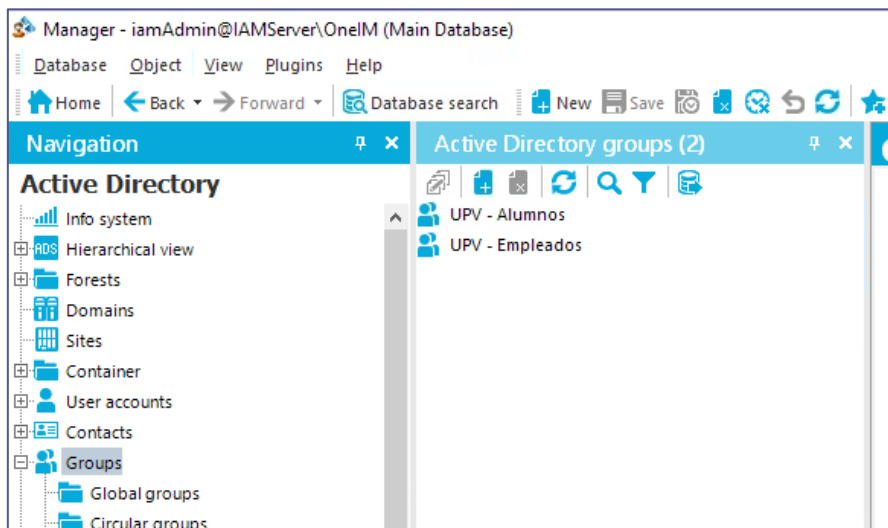 Manager - iamAdmin@IAMServer\OneIM (Main Database)
Database Object View Plugins Help
Home Back Forward Database search New Save
Navigation
Active Directory groups (2)
Active Directory
Info system
ADS Hierarchical view
Forests
Domains
Sites
Container
User accounts
Contacts
Groups
Global groups
Circular groups
UPV - Alumnos
UPV - Empleados